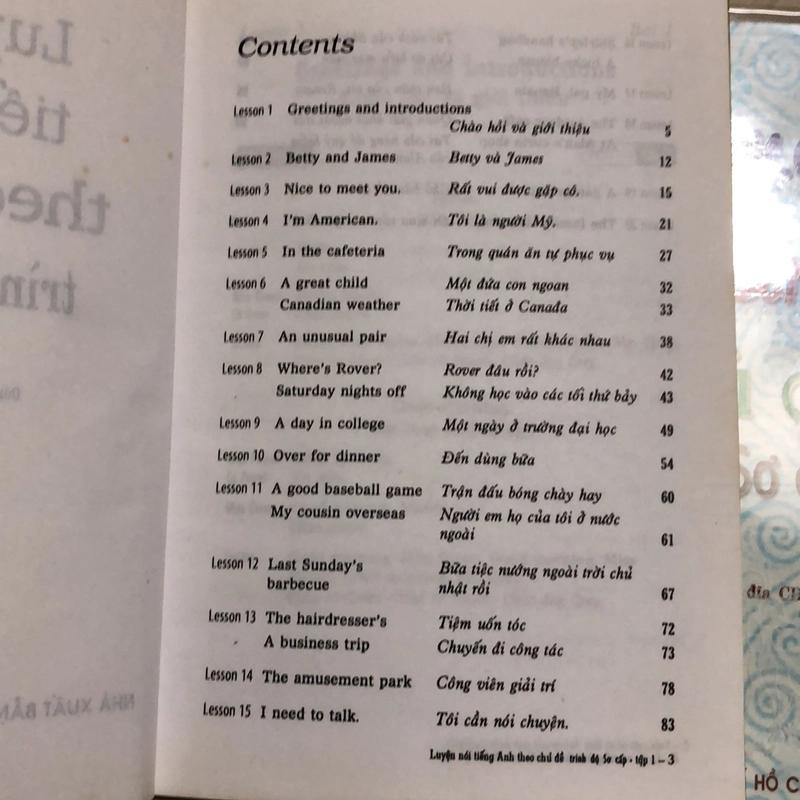 Contents
Lesson 1 Greetings and introductions
Chào hỏi và giới thiệu 5
Lesson 2 Betty and James Betty và James 12
Lesson 3 Nice to meet you. Rất vui được gặp cô. 15
Lesson 4 I'm American. Tôi là người Mỹ. 21
Lesson 5 In the cafeteria Trong quán ăn tự phục vụ 27
Lesson 6 A great child Một đứa con ngoan 32
Canadian weather Thời tiết ở Canada 33
Lesson 7 An unusual pair Hai chị em rất khác nhau 38
Lesson 8 Where's Rover? Rover đâu rồi? 42
Saturday nights off Không học vào các tối thứ bảy 43
Lesson 9 A day in college Một ngày ở trường đại học 49
Lesson 10 Over for dinner Đến dùng bữa 54
Lesson 11 A good baseball game Trận đấu bóng chày hay 60
My cousin overseas Người em họ của tôi ở nước
ngoài 61
Lesson 12 Last Sunday's Bữa tiệc nướng ngoài trời chủ
barbecue nhật rồi 67
Lesson 13 The hairdresser's Tiệm uốn tóc 72
A business trip Chuyến đi công tác 73
Lesson 14 The amusement park Công viên giải trí 78
Lesson 15 I need to talk. Tôi cần nói chuyện. 83
Luyện nói tiếng Anh theo chủ đề trình độ Sơ cấp - tập 1 – 3
đĩa CD
HỒ C